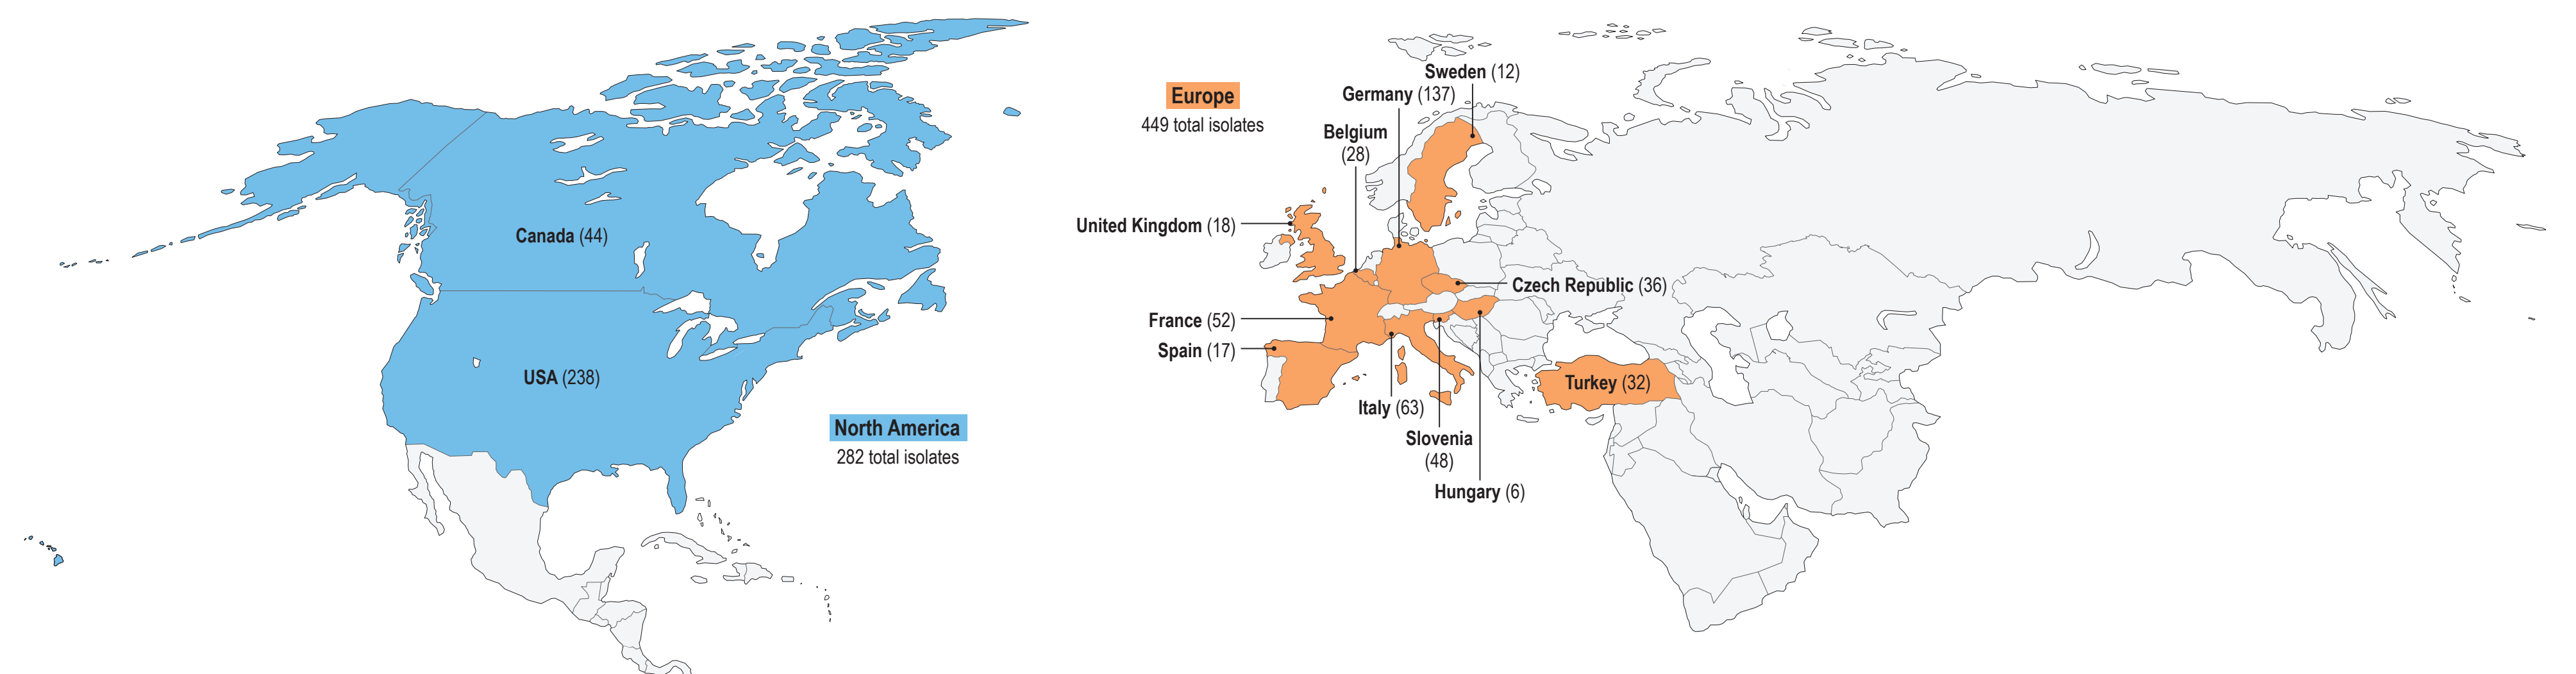 Canada (44)
USA (238)
North America
282 total isolates
Europe
449 total isolates
Sweden (12)
Germany (137)
Belgium
(28)
United Kingdom (18)
Czech Republic (36)
France (52)
Spain (17)
Turkey (32)
Italy (63)
Slovenia
(48)
Hungary (6)